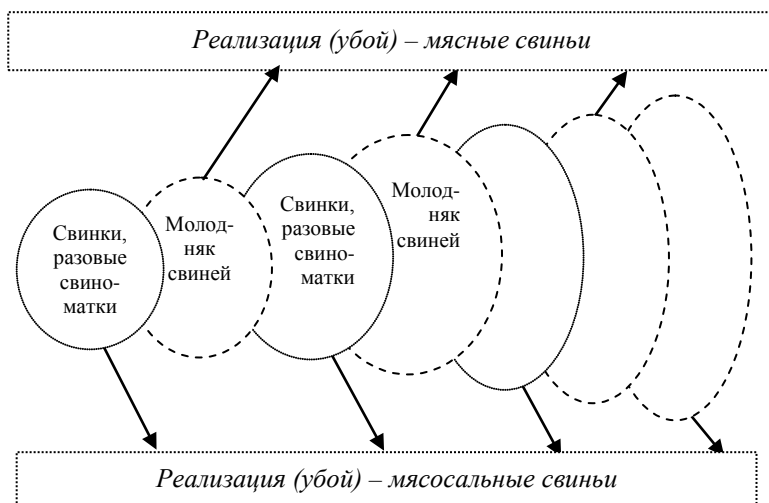 Реализация (убой) – мясные свиньи
Свинки,
разовые
свино-
матки
Молод-
няк
свиней
Свинки,
разовые
свино-
матки
Молод-
няк
свиней
Реализация (убой) – мясосальные свиньи